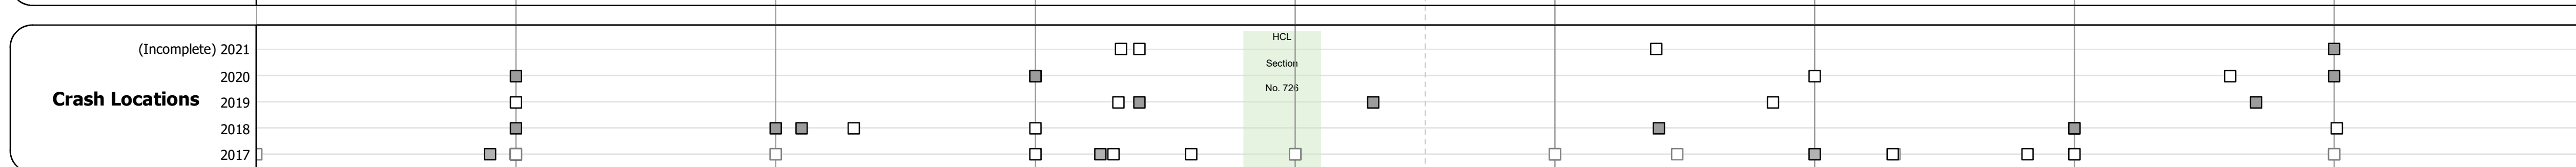 (Incomplete) 2021
HCL
Section
2020
No. 726
Crash Locations
2019
2018
2017